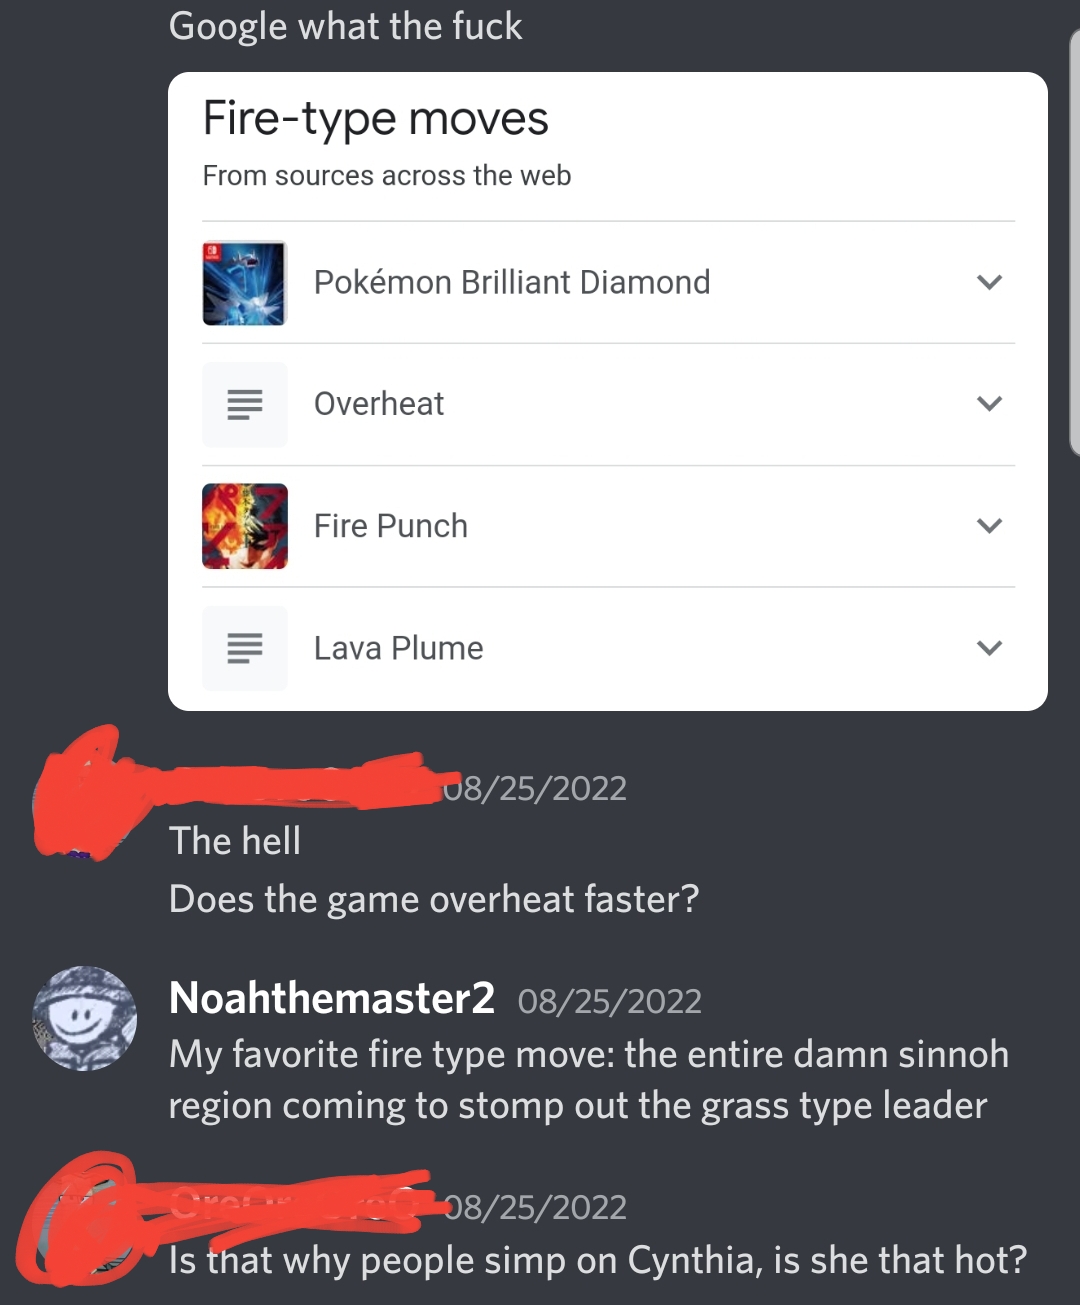 Google what the fuck
Fire-type moves
From sources across the web
Pokémon Brilliant Diamond
Overheat
Fire Punch
Lava Plume
08/25/2022
The hell
Does the game overheat faster?
Noahthemaster2 08/25/2022
My favorite fire type move: the entire damn sinnoh
region coming to stomp out the grass type leader
08/25/2022
Is that why people simp on Cynthia, is she that hot?